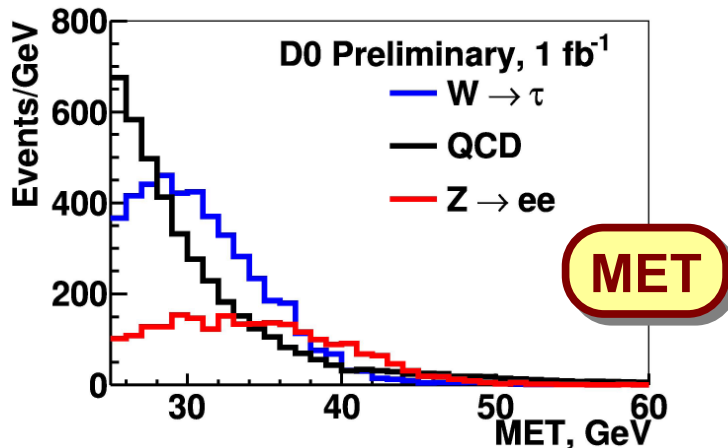 D0 Preliminary, 1 fb⁻¹
W → τ
QCD
Z → ee
Events/GeV
800
600
400
200
0
30
40
50
60
MET, GeV
MET